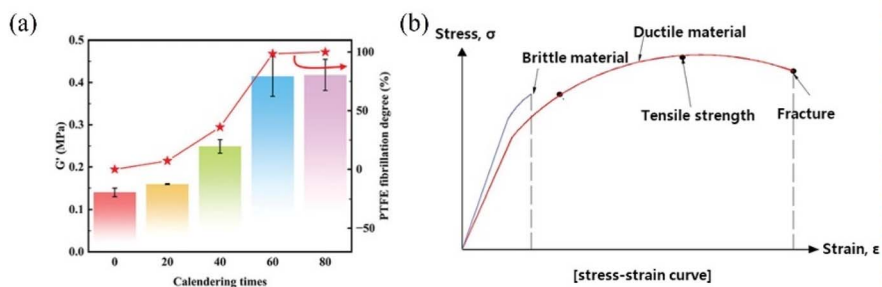 (a)
0.5
0.4
0.3
0.2
0.1
0.0
G' (MPa)
100
50
0
−50
PTFE fibrillation degree (%)
0 20 40 60 80
Calendering times
(b)
Stress, σ
Brittle material
Ductile material
Tensile strength
Fracture
Strain, ε
[stress-strain curve]